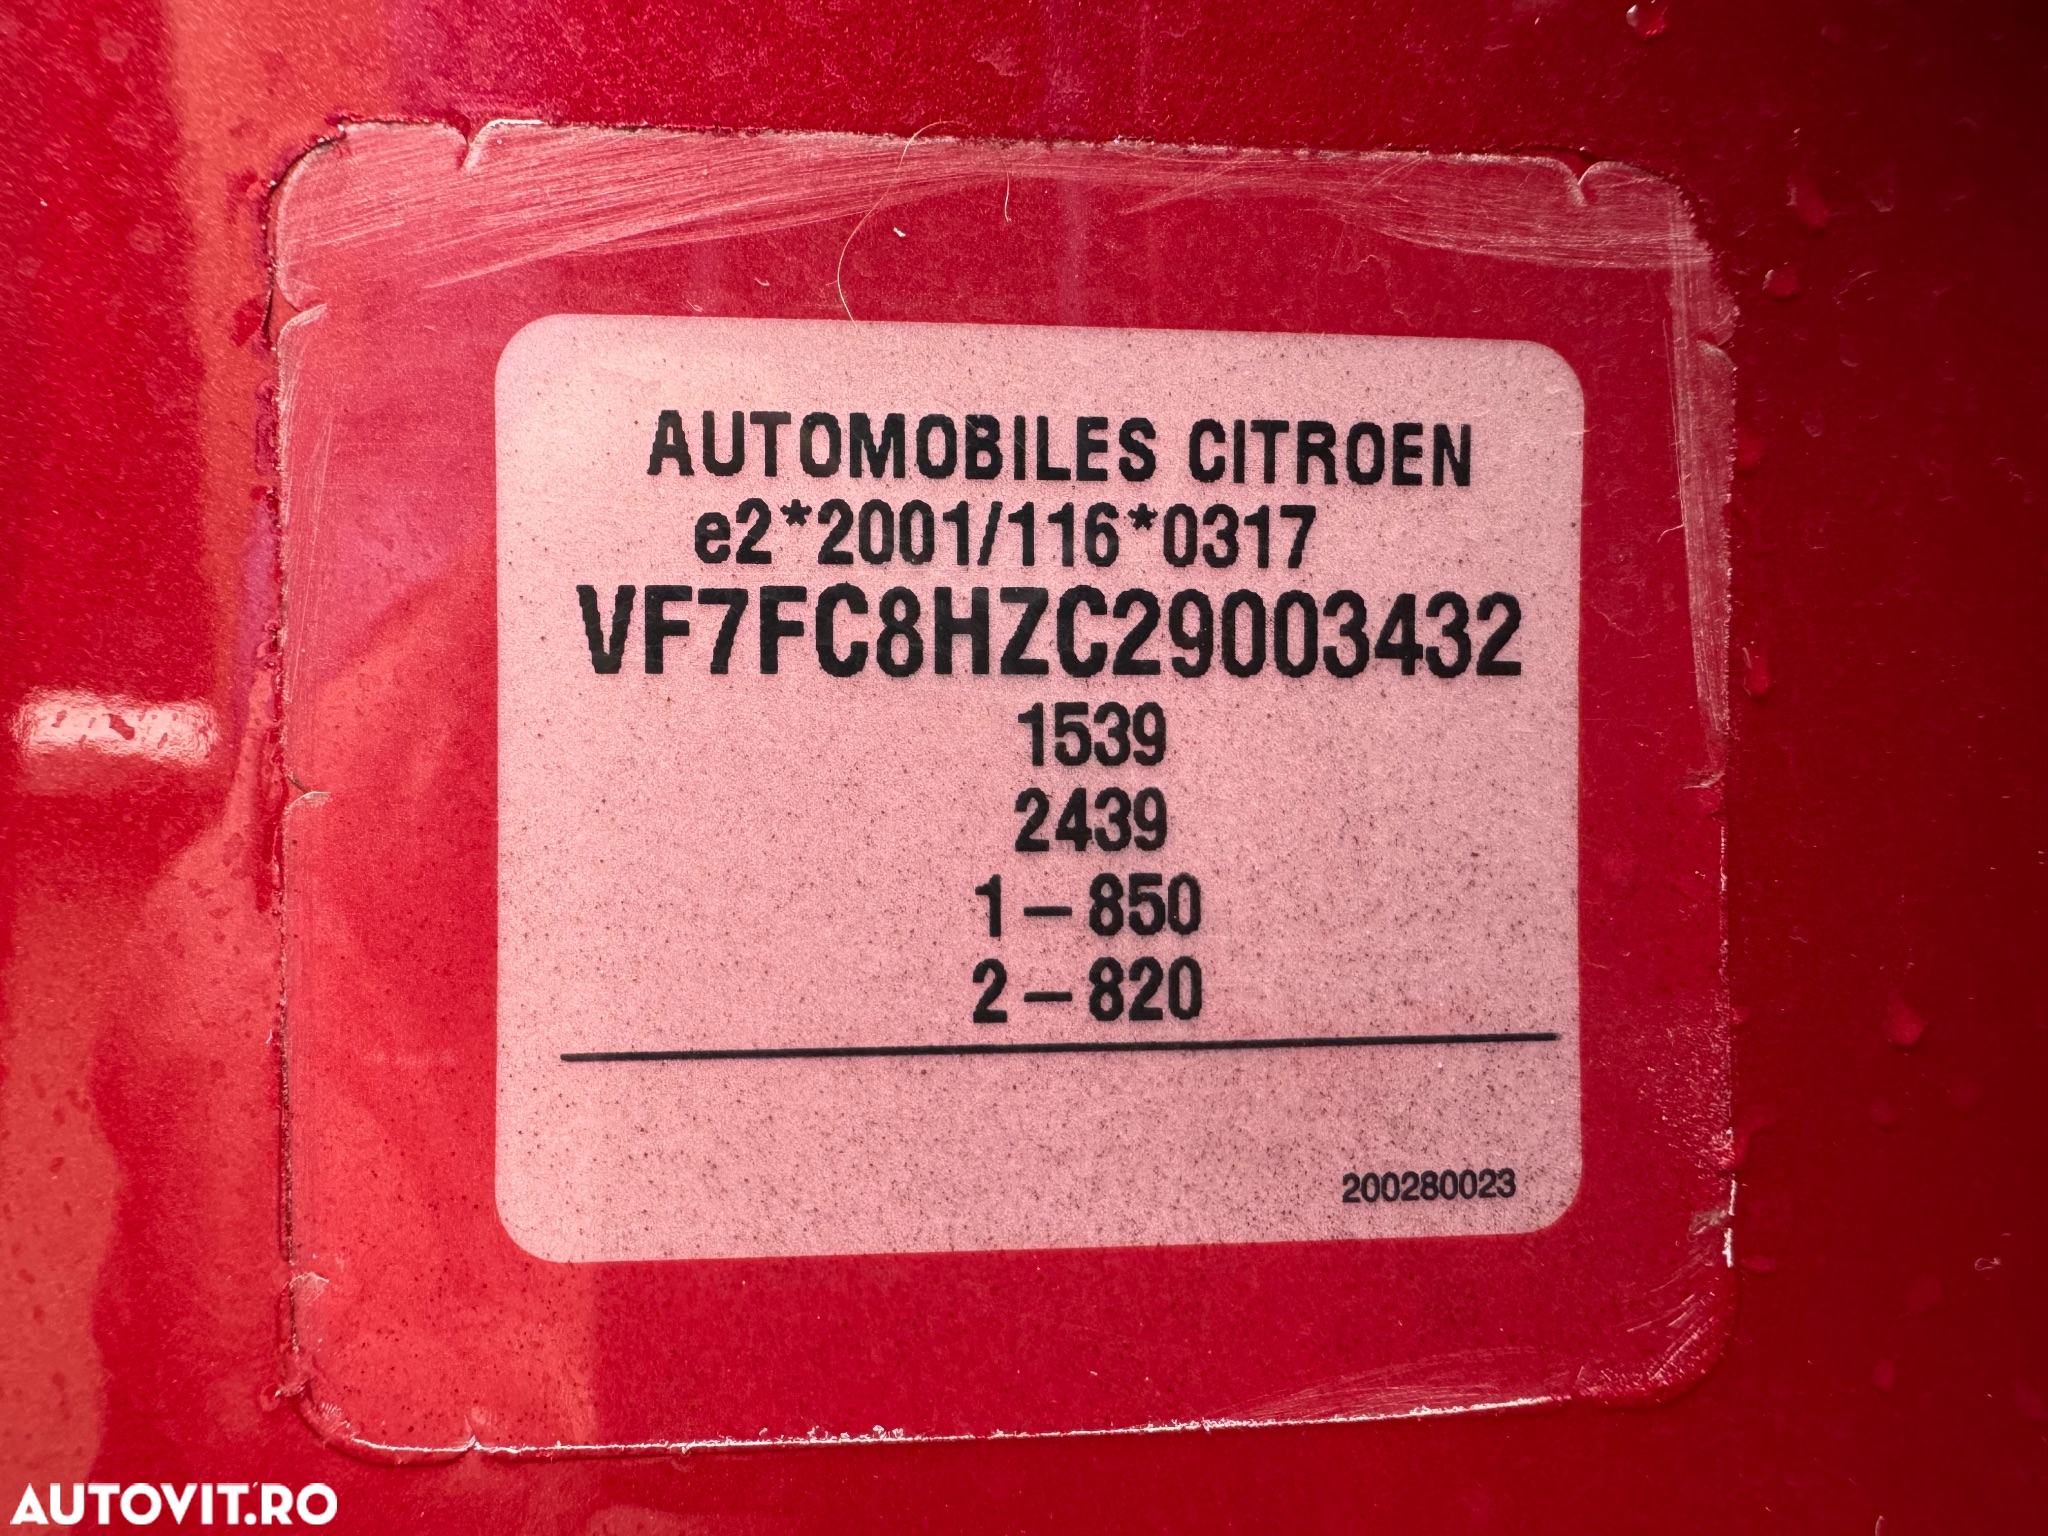 AUTOMOBILES CITROEN
e2*2001/116*0317
VF7FC8HZC29003432
1539
2439
1 – 850
2 – 820
200280023
AUTOVIT.RO